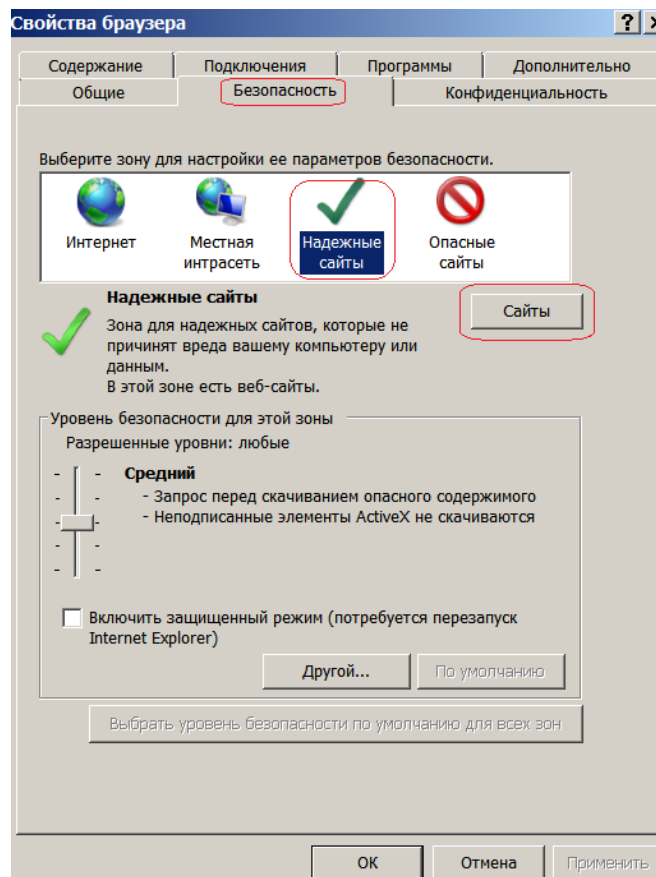 Свойства браузера
Содержание Подключения Программы Дополнительно
Общие Безопасность Конфиденциальность
Выберите зону для настройки ее параметров безопасности.
Интернет Местная интрасеть Надежные сайты Опасные сайты
Надежные сайты
Сайты
Зона для надежных сайтов, которые не
причинят вреда вашему компьютеру или
данным.
В этой зоне есть веб-сайты.
Уровень безопасности для этой зоны
Разрешенные уровни: любые
Средний
- Запрос перед скачиванием опасного содержимого
- Неподписанные элементы ActiveX не скачиваются
Включить защищенный режим (потребуется перезапуск
Internet Explorer)
Другой... По умолчанию
Выбрать уровень безопасности по умолчанию для всех зон
ОК Отмена Применить